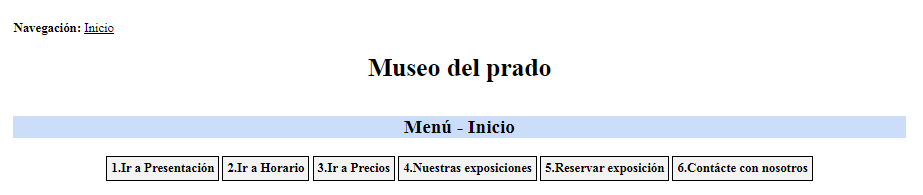 Navegación: Inicio
Museo del prado
Menú - Inicio
1.Ir a Presentación 2.Ir a Horario 3.Ir a Precios 4.Nuestras exposiciones 5.Reservar exposición 6.Contácte con nosotros